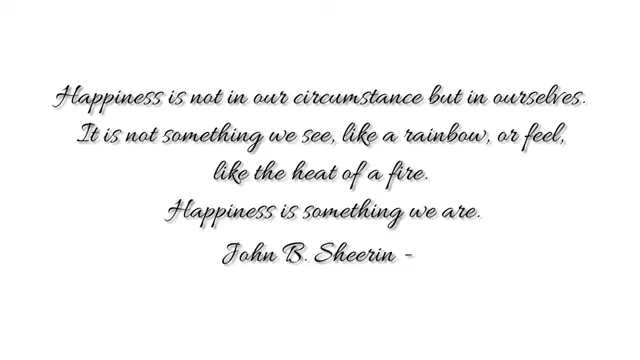 Happiness is not in our circumstance but in ourselves.
It is not something we see, like a rainbow, or feel,
like the heat of a fire.
Happiness is something we are.
John B. Sheerin -